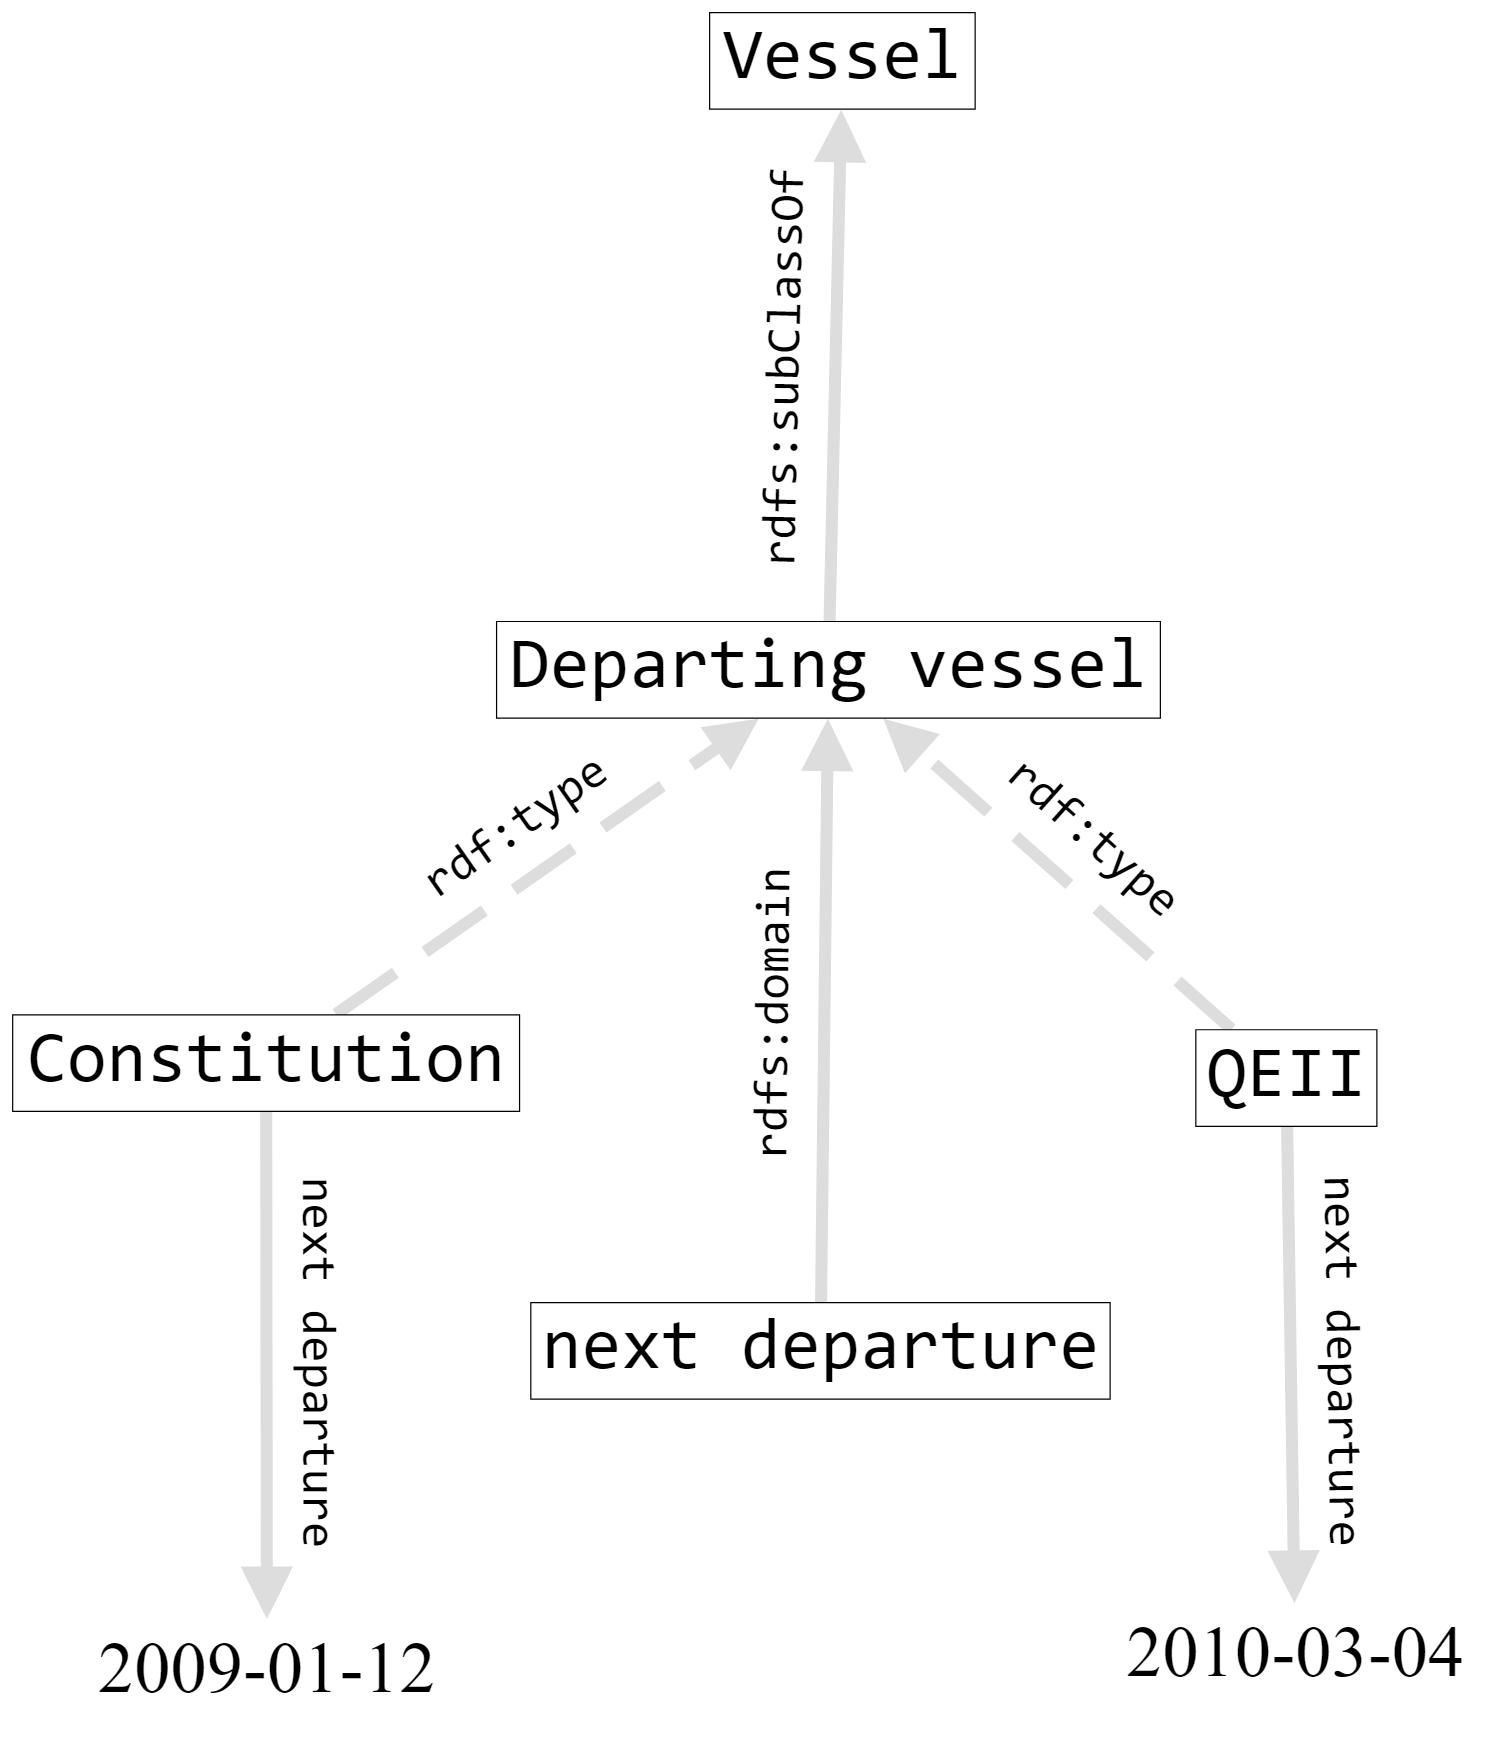 Vessel
rdfs:subClassOf
Departing vessel
rdf:type
rdf:type
rdfs:domain
Constitution
QEII
next departure
next departure
next departure
2009-01-12
2010-03-04